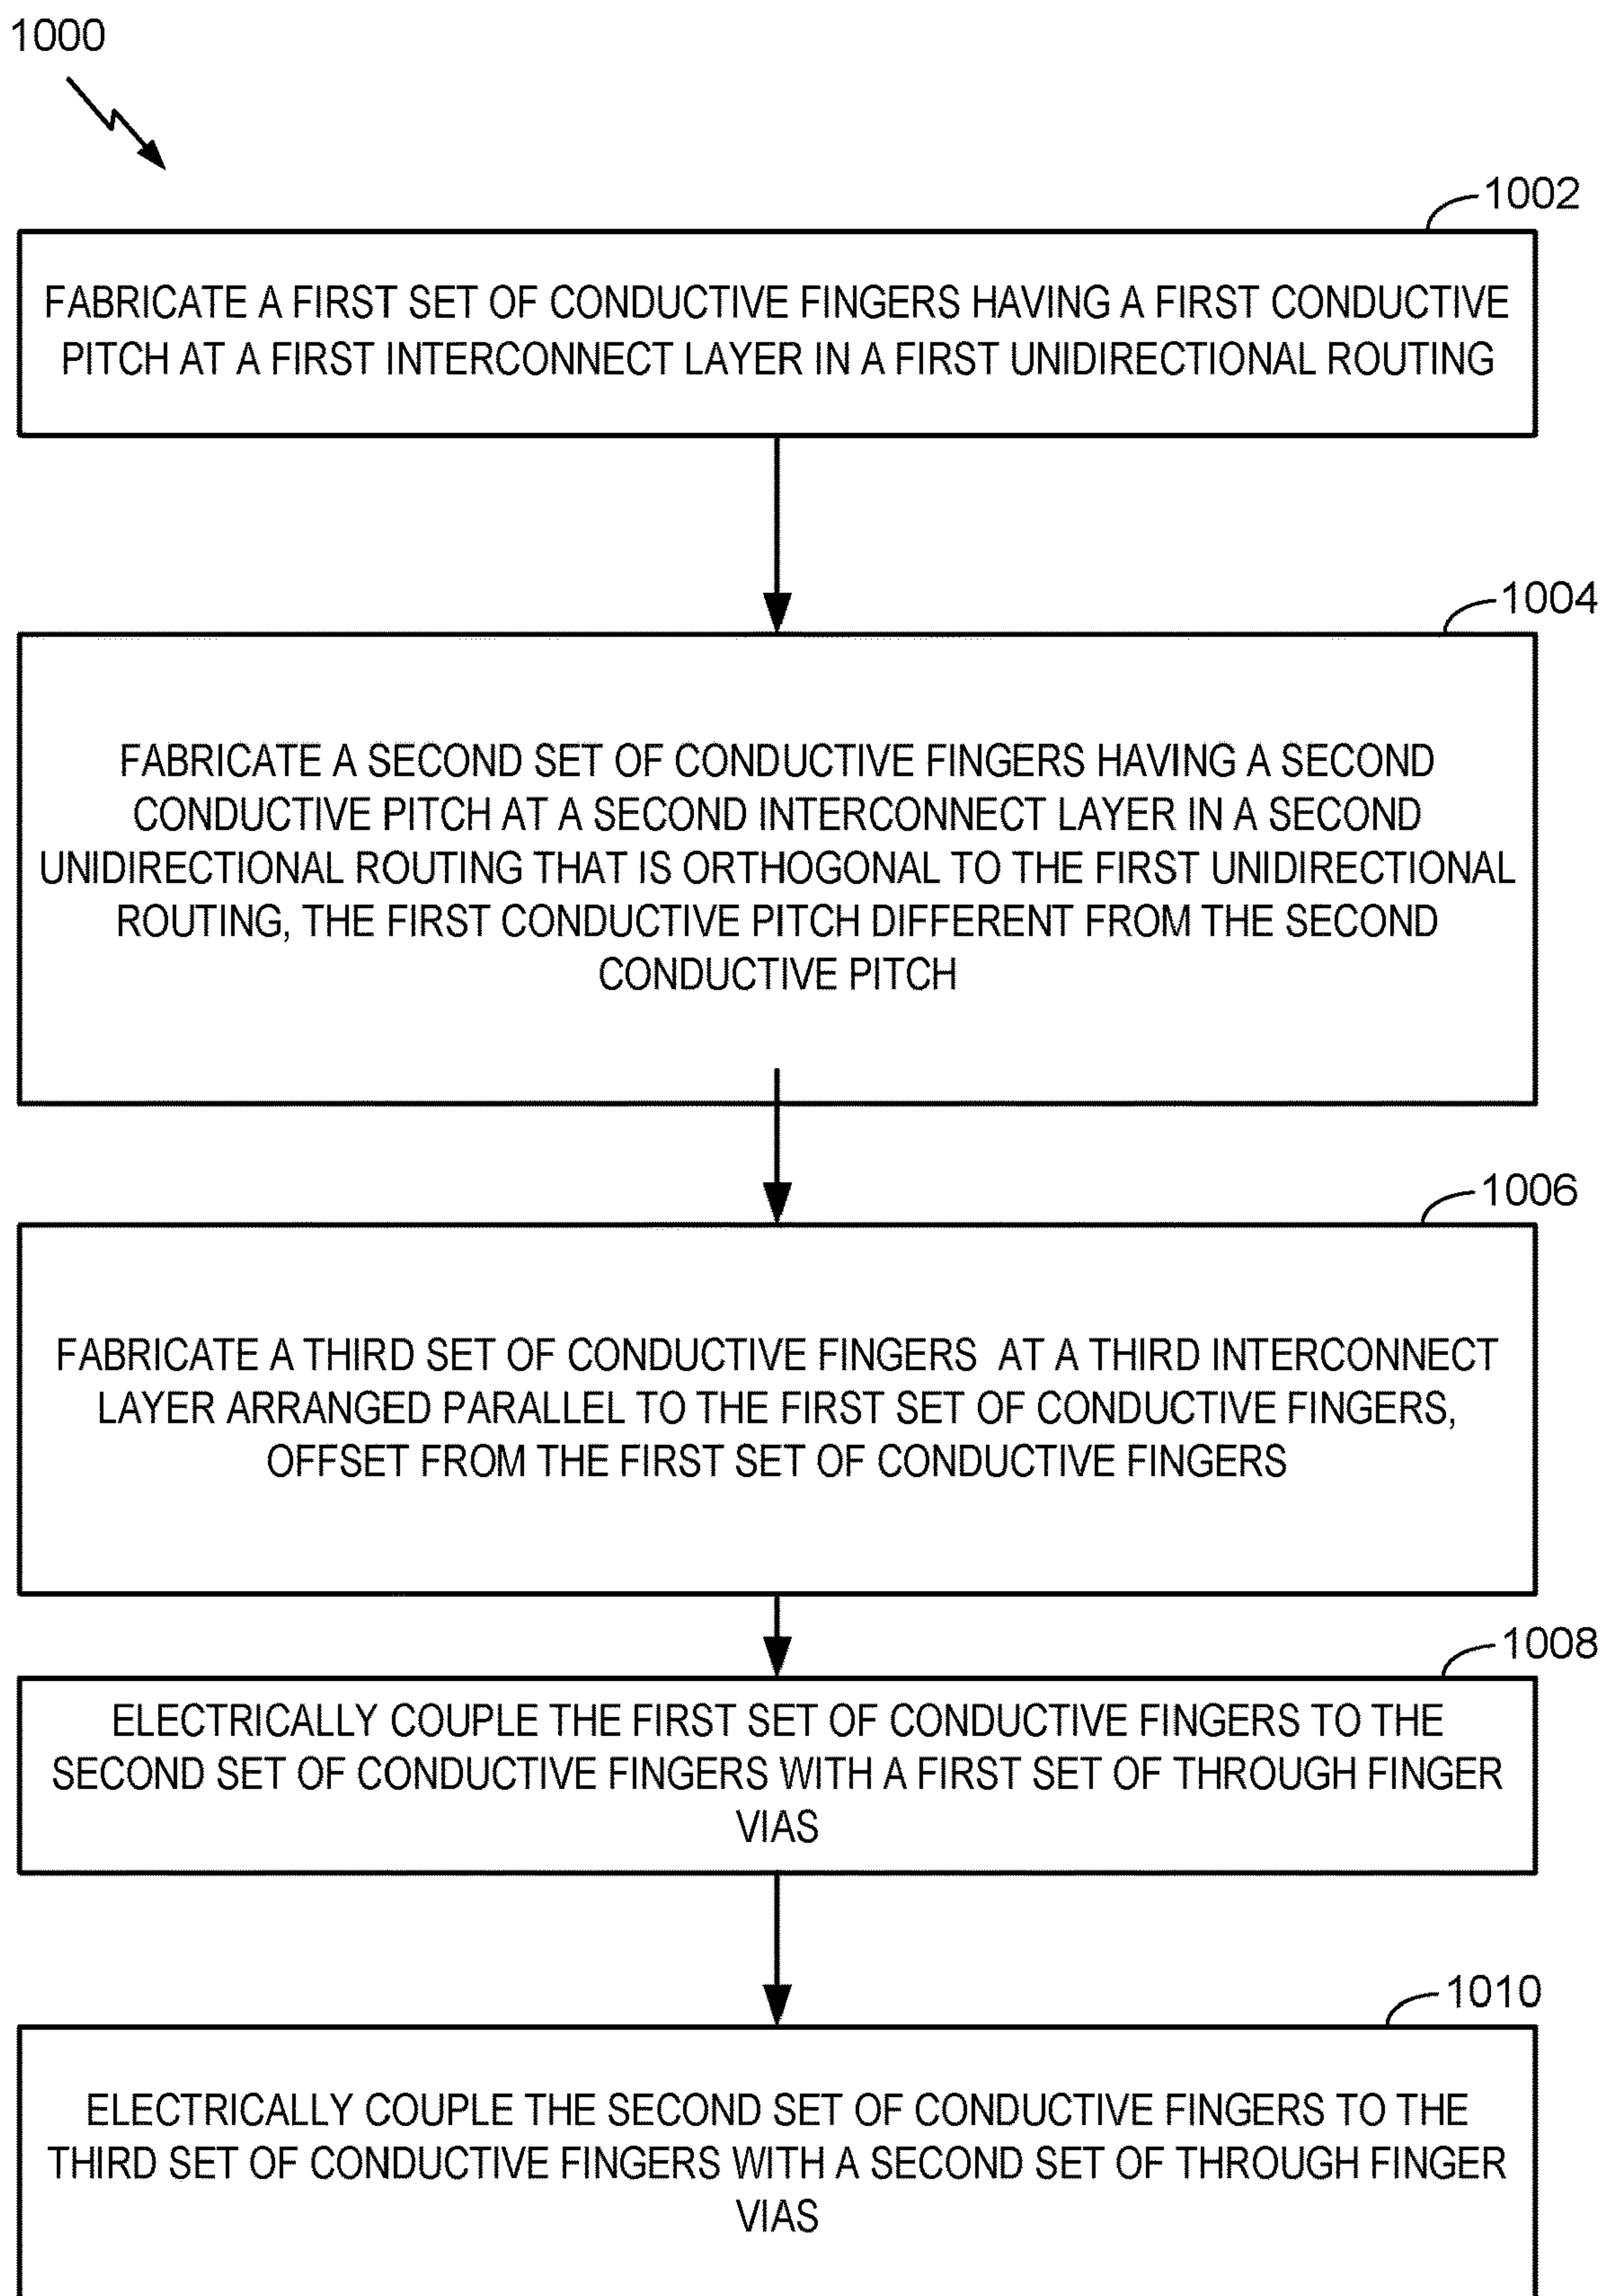 1000
1002
FABRICATE A FIRST SET OF CONDUCTIVE FINGERS HAVING A FIRST CONDUCTIVE
PITCH AT A FIRST INTERCONNECT LAYER IN A FIRST UNIDIRECTIONAL ROUTING
1004
FABRICATE A SECOND SET OF CONDUCTIVE FINGERS HAVING A SECOND
CONDUCTIVE PITCH AT A SECOND INTERCONNECT LAYER IN A SECOND
UNIDIRECTIONAL ROUTING THAT IS ORTHOGONAL TO THE FIRST UNIDIRECTIONAL
ROUTING, THE FIRST CONDUCTIVE PITCH DIFFERENT FROM THE SECOND
CONDUCTIVE PITCH
1006
FABRICATE A THIRD SET OF CONDUCTIVE FINGERS AT A THIRD INTERCONNECT
LAYER ARRANGED PARALLEL TO THE FIRST SET OF CONDUCTIVE FINGERS,
OFFSET FROM THE FIRST SET OF CONDUCTIVE FINGERS
1008
ELECTRICALLY COUPLE THE FIRST SET OF CONDUCTIVE FINGERS TO THE
SECOND SET OF CONDUCTIVE FINGERS WITH A FIRST SET OF THROUGH FINGER
VIAS
1010
ELECTRICALLY COUPLE THE SECOND SET OF CONDUCTIVE FINGERS TO THE
THIRD SET OF CONDUCTIVE FINGERS WITH A SECOND SET OF THROUGH FINGER
VIAS